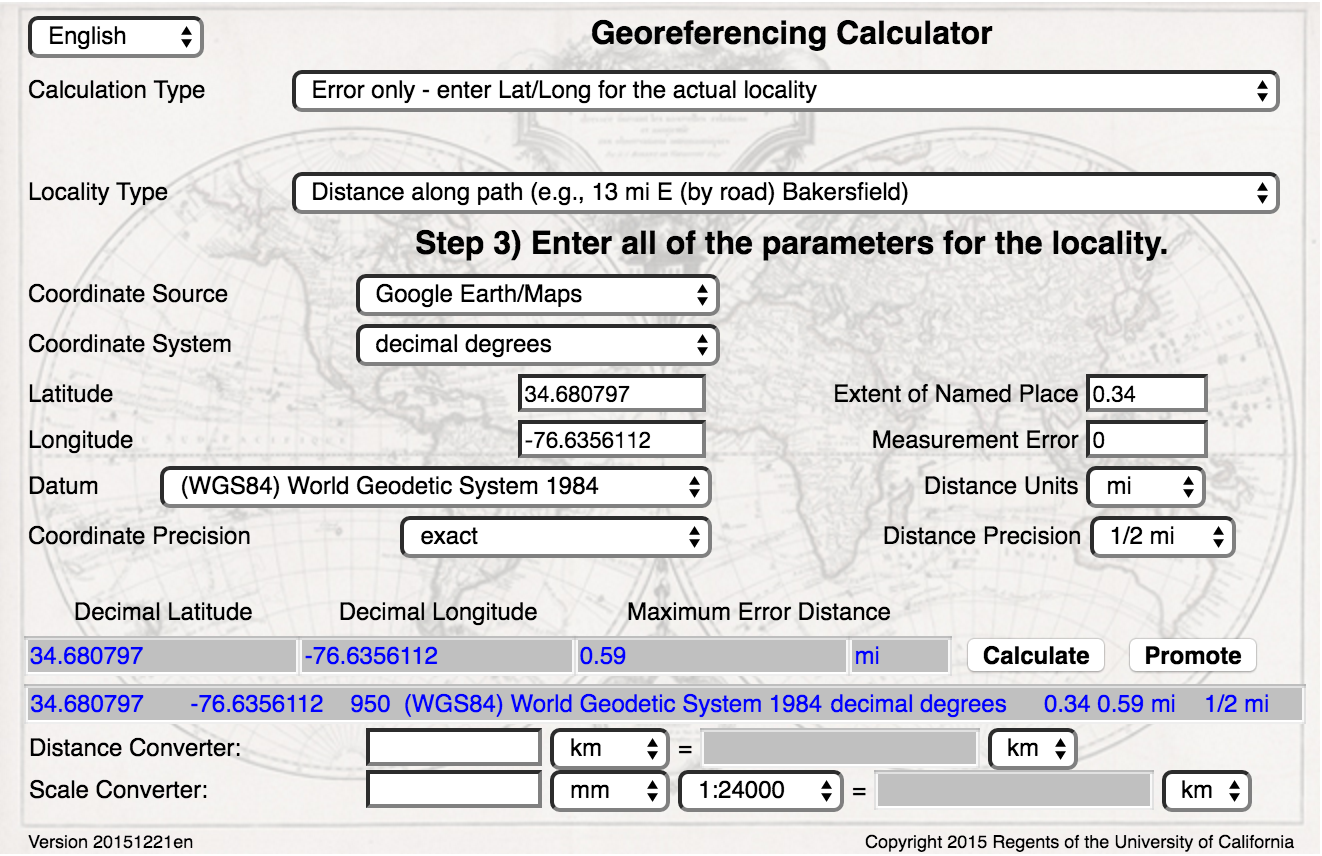 English
Georeferencing Calculator
Calculation Type Error only - enter Lat/Long for the actual locality
Locality Type Distance along path (e.g., 13 mi E (by road) Bakersfield)
Step 3) Enter all of the parameters for the locality.
Coordinate Source Google Earth/Maps
Coordinate System decimal degrees
Latitude 34.680797 Extent of Named Place 0.34
Longitude -76.6356112 Measurement Error 0
Datum (WGS84) World Geodetic System 1984 Distance Units mi
Coordinate Precision exact Distance Precision 1/2 mi
Decimal Latitude Decimal Longitude Maximum Error Distance
34.680797 -76.6356112 0.59 mi Calculate Promote
34.680797 -76.6356112 950 (WGS84) World Geodetic System 1984 decimal degrees 0.34 0.59 mi 1/2 mi
Distance Converter: km = km
Scale Converter: mm 1:24000 = km
Version 20151221en Copyright 2015 Regents of the University of California